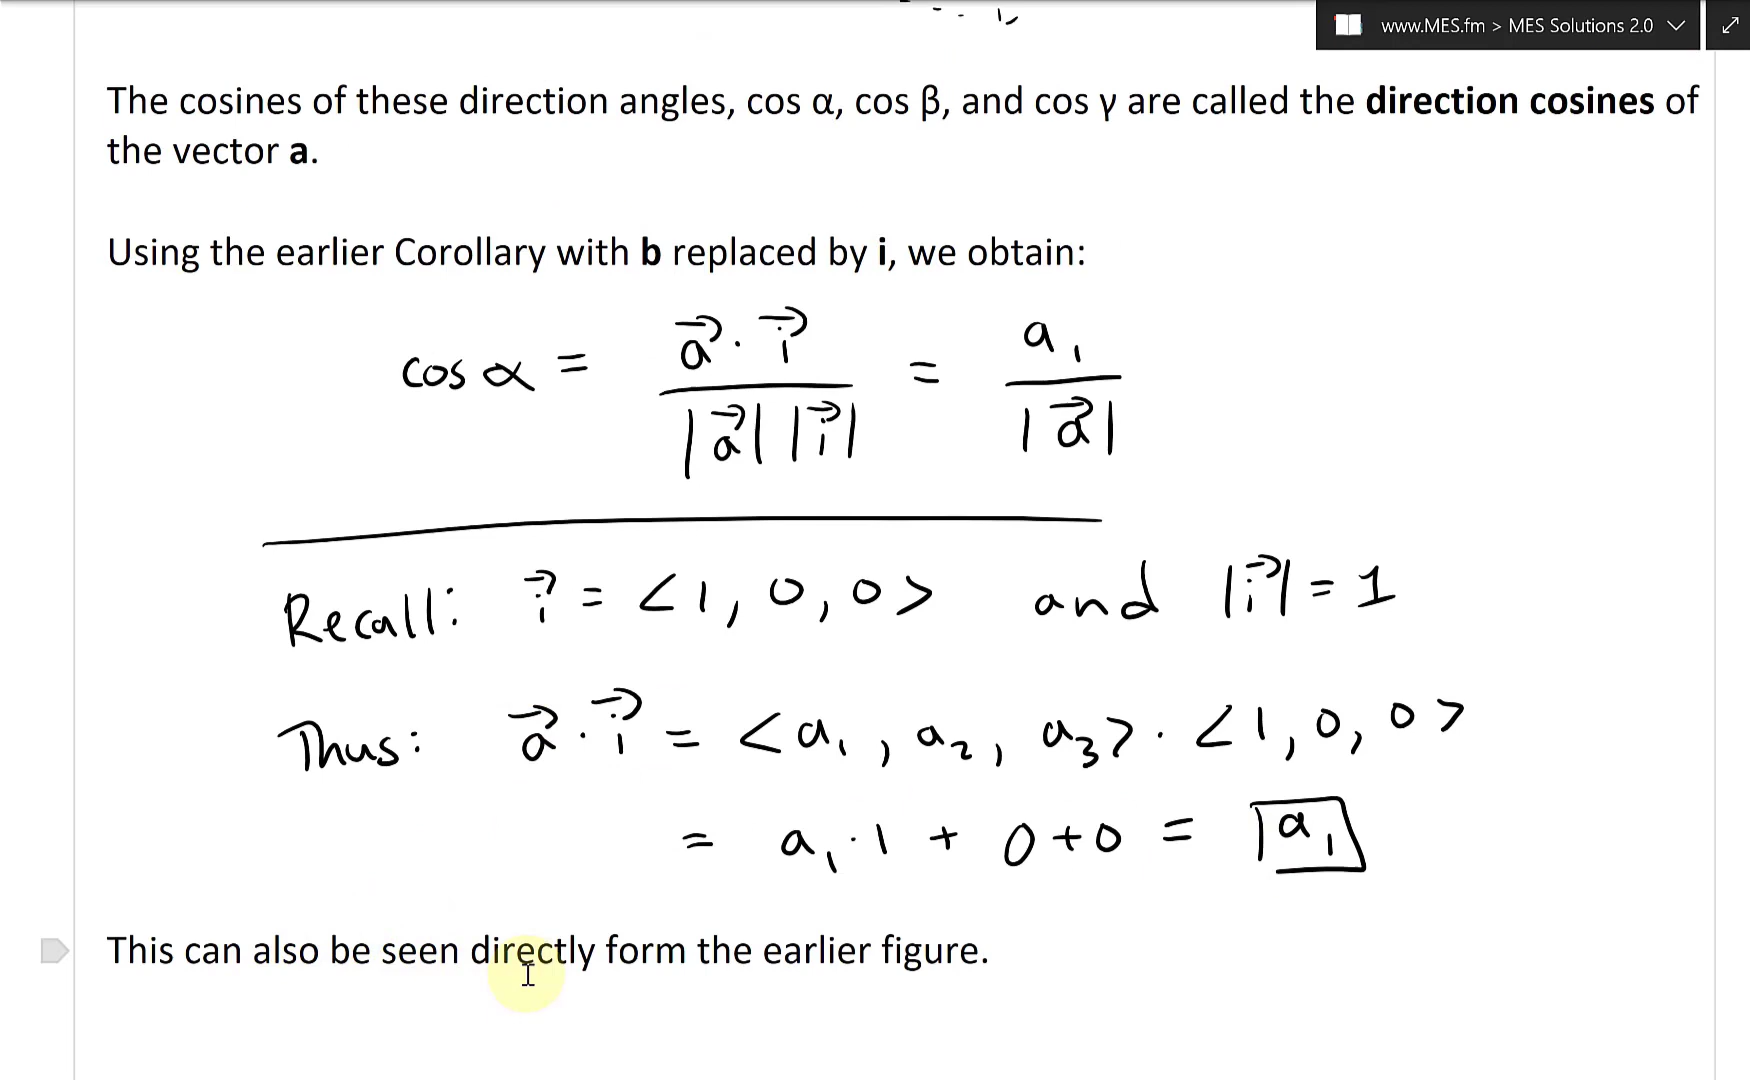 www.MES.fm > MES Solutions 2.0
The cosines of these direction angles, cos α, cos β, and cos γ are called the direction cosines of
the vector a.
Using the earlier Corollary with b replaced by i, we obtain:
cos α = (a⃗ · i⃗) / (|a⃗| |i⃗|) = a₁ / |a⃗|
Recall: i⃗ = <1, 0, 0> and |i⃗| = 1
Thus: a⃗ · i⃗ = <a₁, a₂, a₃> · <1, 0, 0>
= a₁ · 1 + 0 + 0 = a₁
This can also be seen directly form the earlier figure.